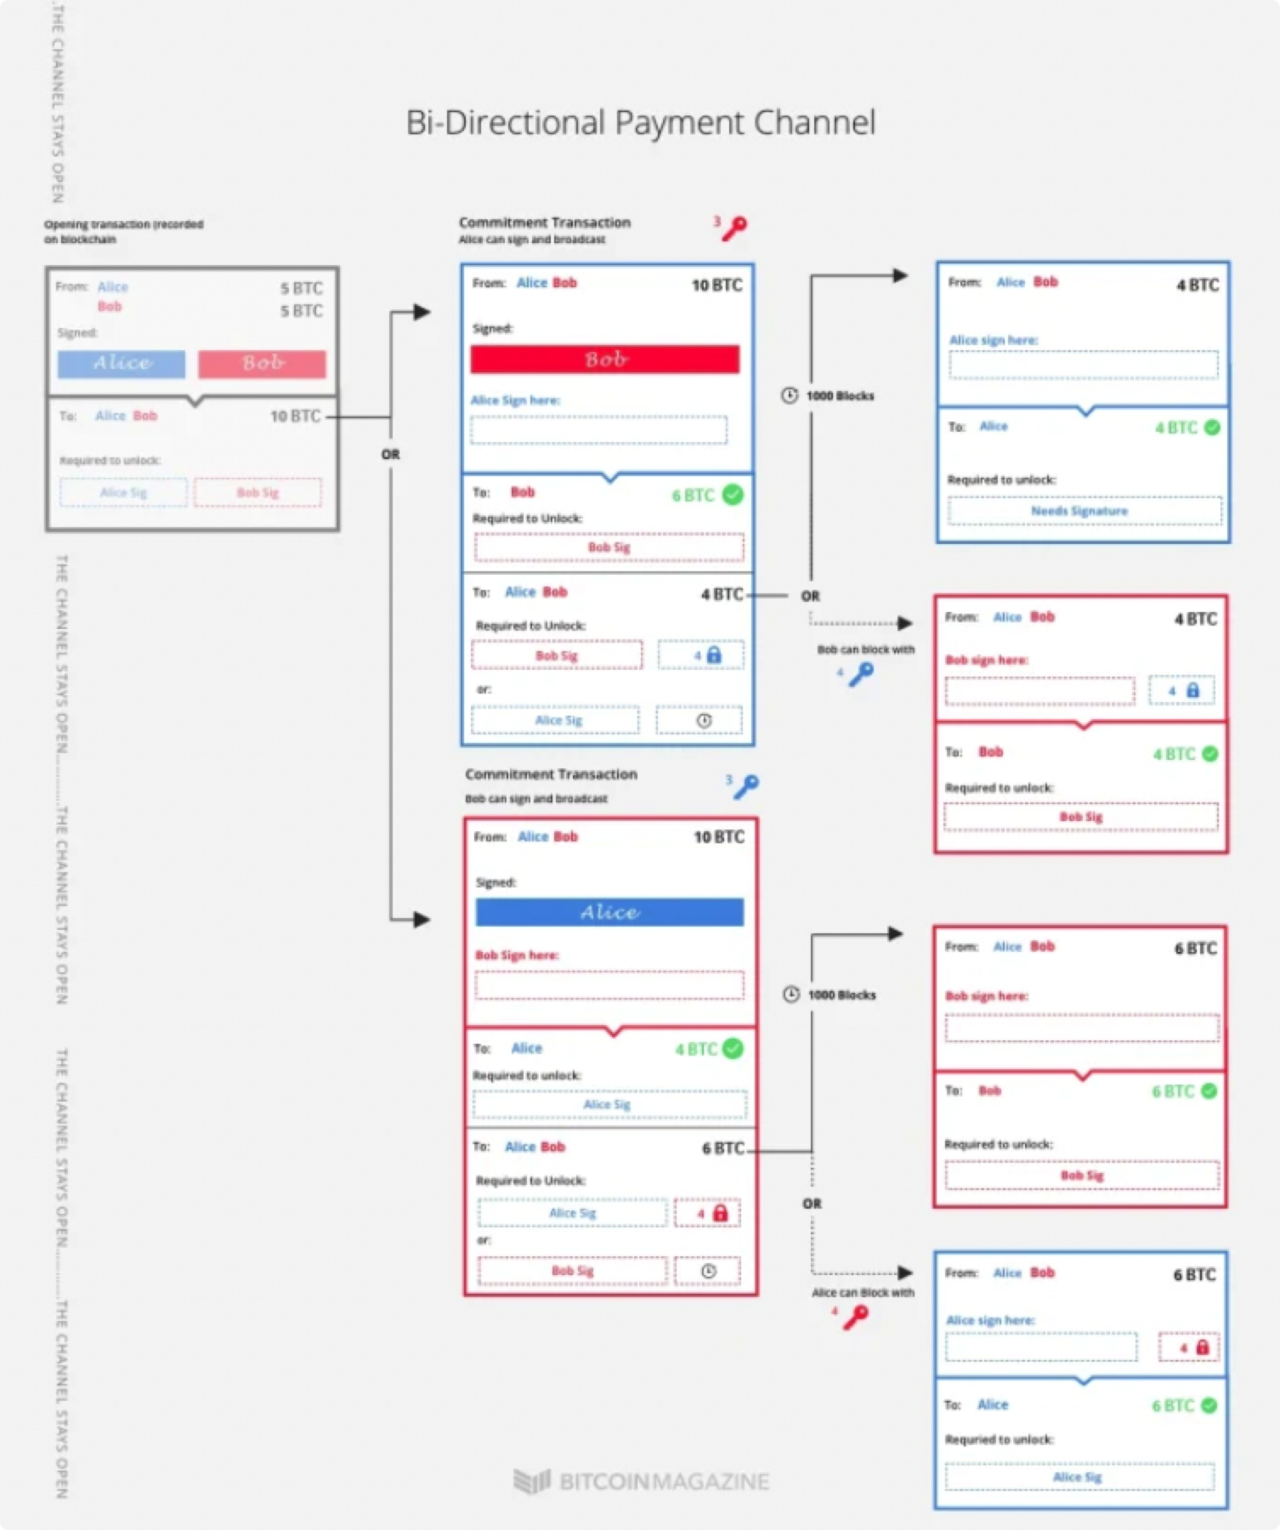 .THE CHANNEL STAYS OPEN
Bi-Directional Payment Channel
Opening transaction (recorded
on blockchain
From: Alice 5 BTC
Bob 5 BTC
Signed:
Alice Bob
To: Alice Bob 10 BTC
Required to unlock:
Alice Sig Bob Sig
OR
THE CHANNEL STAYS OPEN............THE CHANNEL STAYS OPEN
THE CHANNEL STAYS OPEN............THE CHANNEL STAYS OPEN
Commitment Transaction 3
Alice can sign and broadcast
From: Alice Bob 10 BTC
Signed:
Bob
Alice Sign here:
To: Bob 6 BTC
Required to Unlock:
Bob Sig
To: Alice Bob 4 BTC
Required to Unlock:
Bob Sig 4
or:
Alice Sig
1000 Blocks
OR
Bob can block with
4
From: Alice Bob 4 BTC
Alice sign here:
To: Alice 4 BTC
Required to unlock:
Needs Signature
From: Alice Bob 4 BTC
Bob sign here:
4
To: Bob 4 BTC
Required to unlock:
Bob Sig
Commitment Transaction 3
Bob can sign and broadcast
From: Alice Bob 10 BTC
Signed:
Alice
Bob Sign here:
To: Alice 4 BTC
Required to unlock:
Alice Sig
To: Alice Bob 6 BTC
Required to Unlock:
Alice Sig 4
or:
Bob Sig
1000 Blocks
OR
Alice can Block with
4
From: Alice Bob 6 BTC
Bob sign here:
To: Bob 6 BTC
Required to unlock:
Bob Sig
From: Alice Bob 6 BTC
Alice sign here:
4
To: Alice 6 BTC
Requried to unlock:
Alice Sig
BITCOINMAGAZINE